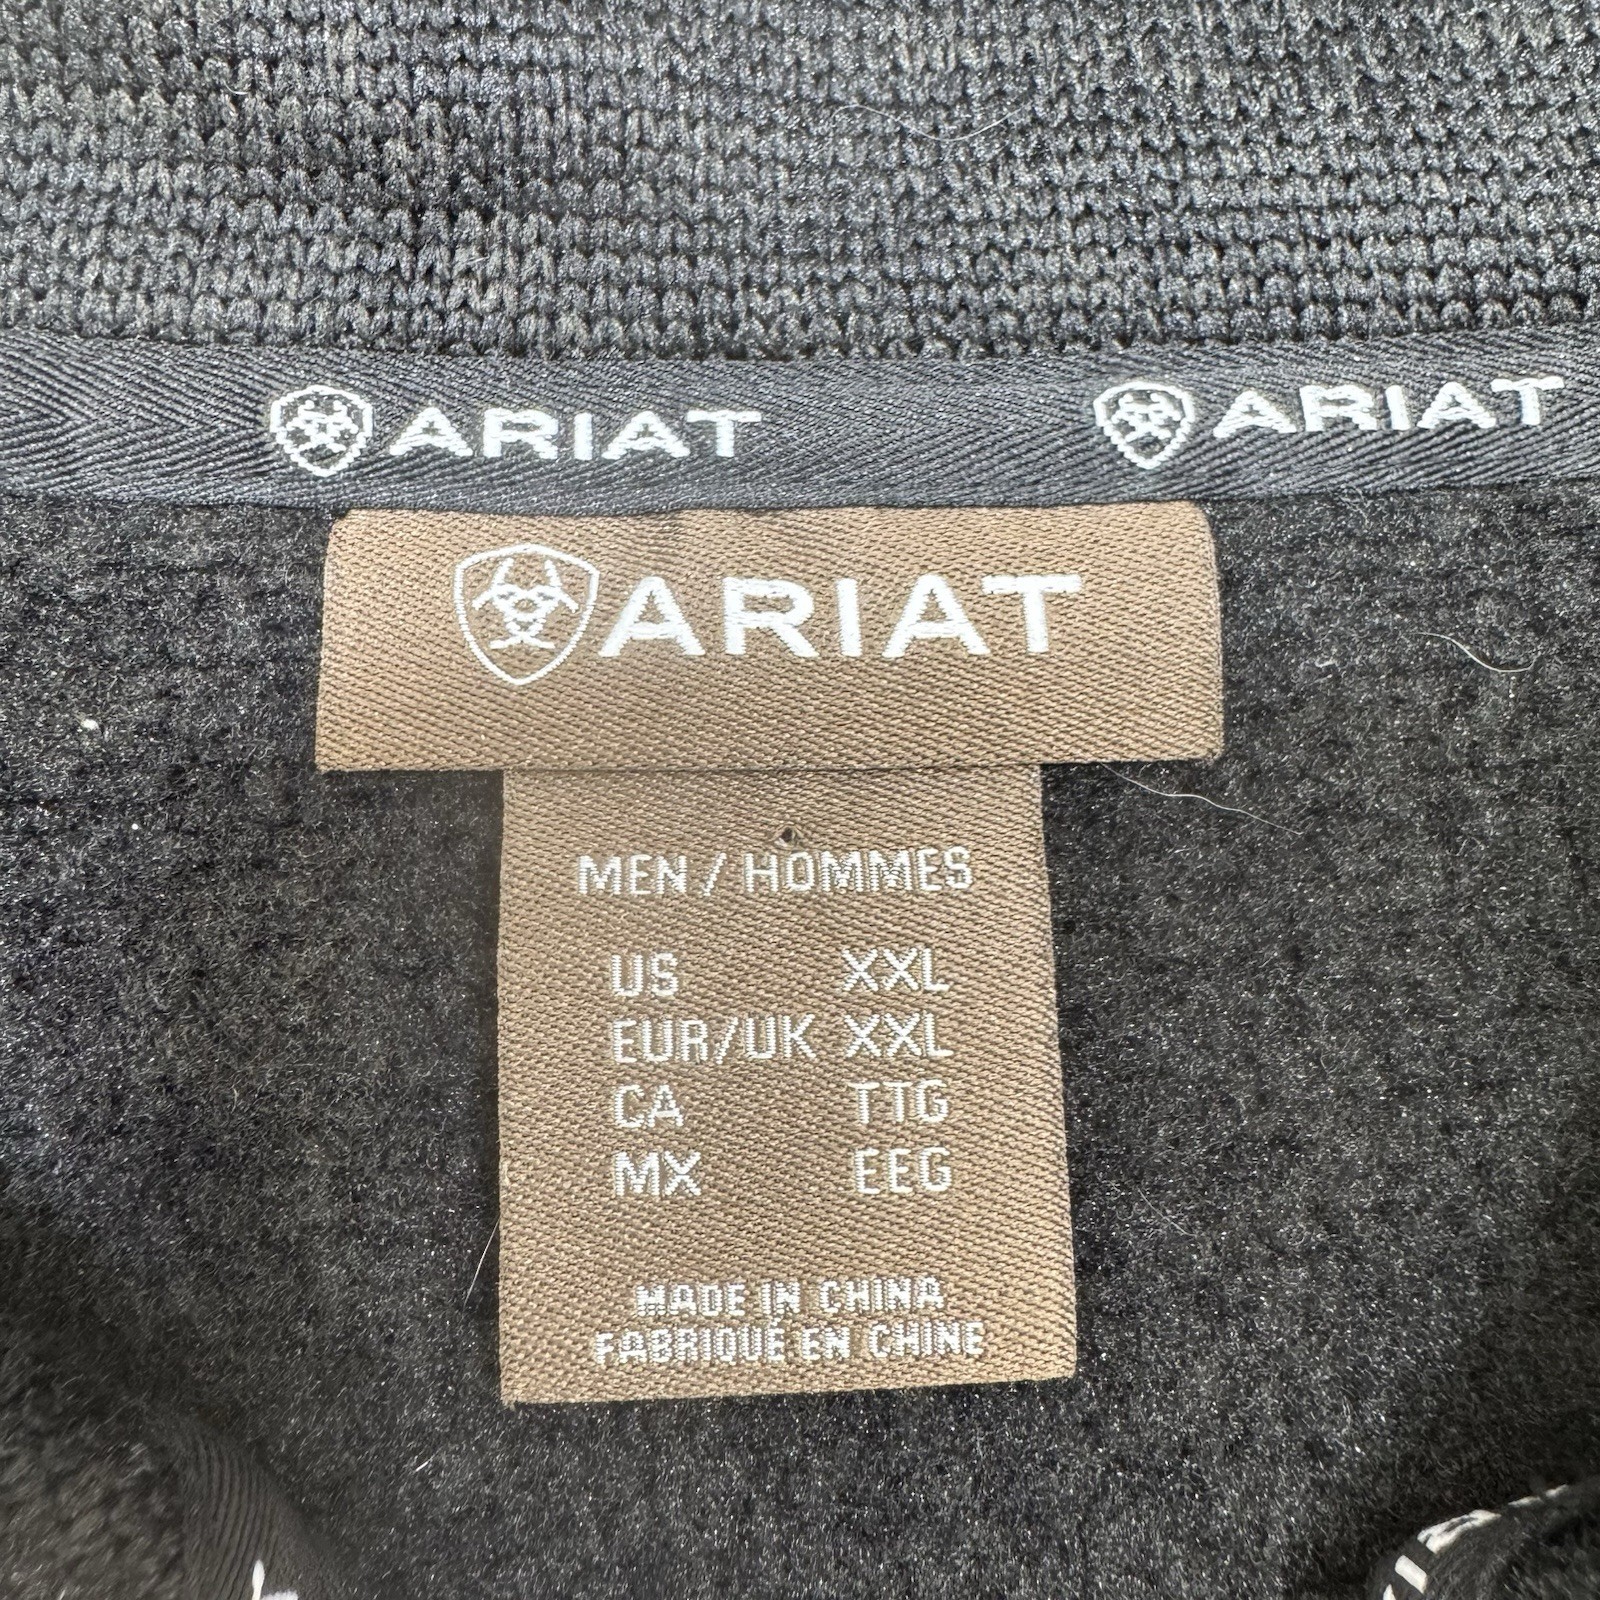 ARIAT ARIAT
ARIAT
MEN / HOMMES
US XXL
EUR/UK XXL
CA TTG
MX EEG
MADE IN CHINA
FABRIQUÉ EN CHINE